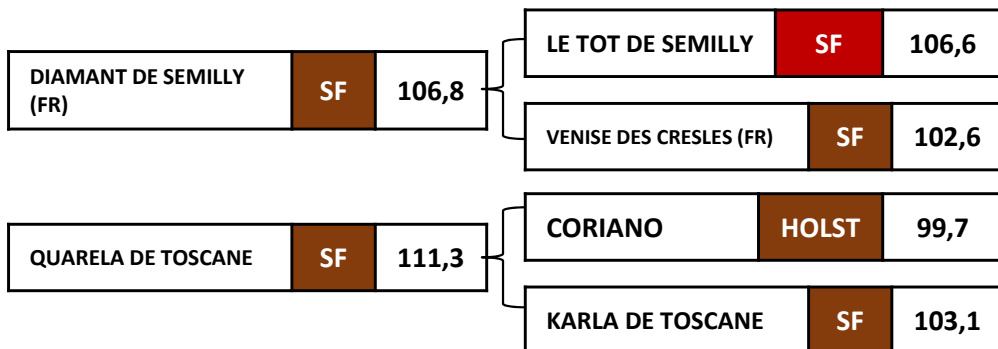 LE TOT DE SEMILLY SF 106,6
DIAMANT DE SEMILLY
(FR) SF 106,8
VENISE DES CRESLES (FR) SF 102,6
CORIANO HOLST 99,7
QUARELA DE TOSCANE SF 111,3
KARLA DE TOSCANE SF 103,1